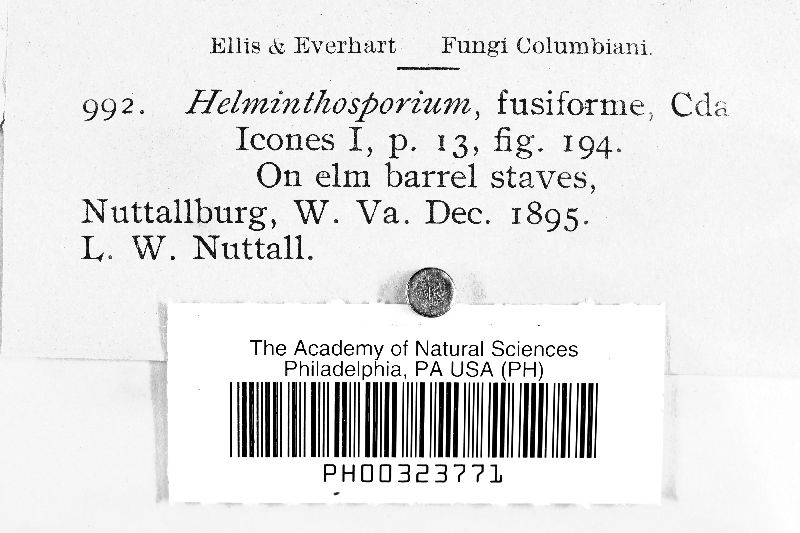 Ellis & Everhart Fungi Columbiani.
992. Helminthosporium, fusiforme, Cda
Icones I, p. 13, fig. 194.
On elm barrel staves,
Nuttallburg, W. Va. Dec. 1895.
L. W. Nuttall.
The Academy of Natural Sciences
Philadelphia, PA USA (PH)
PH00323771